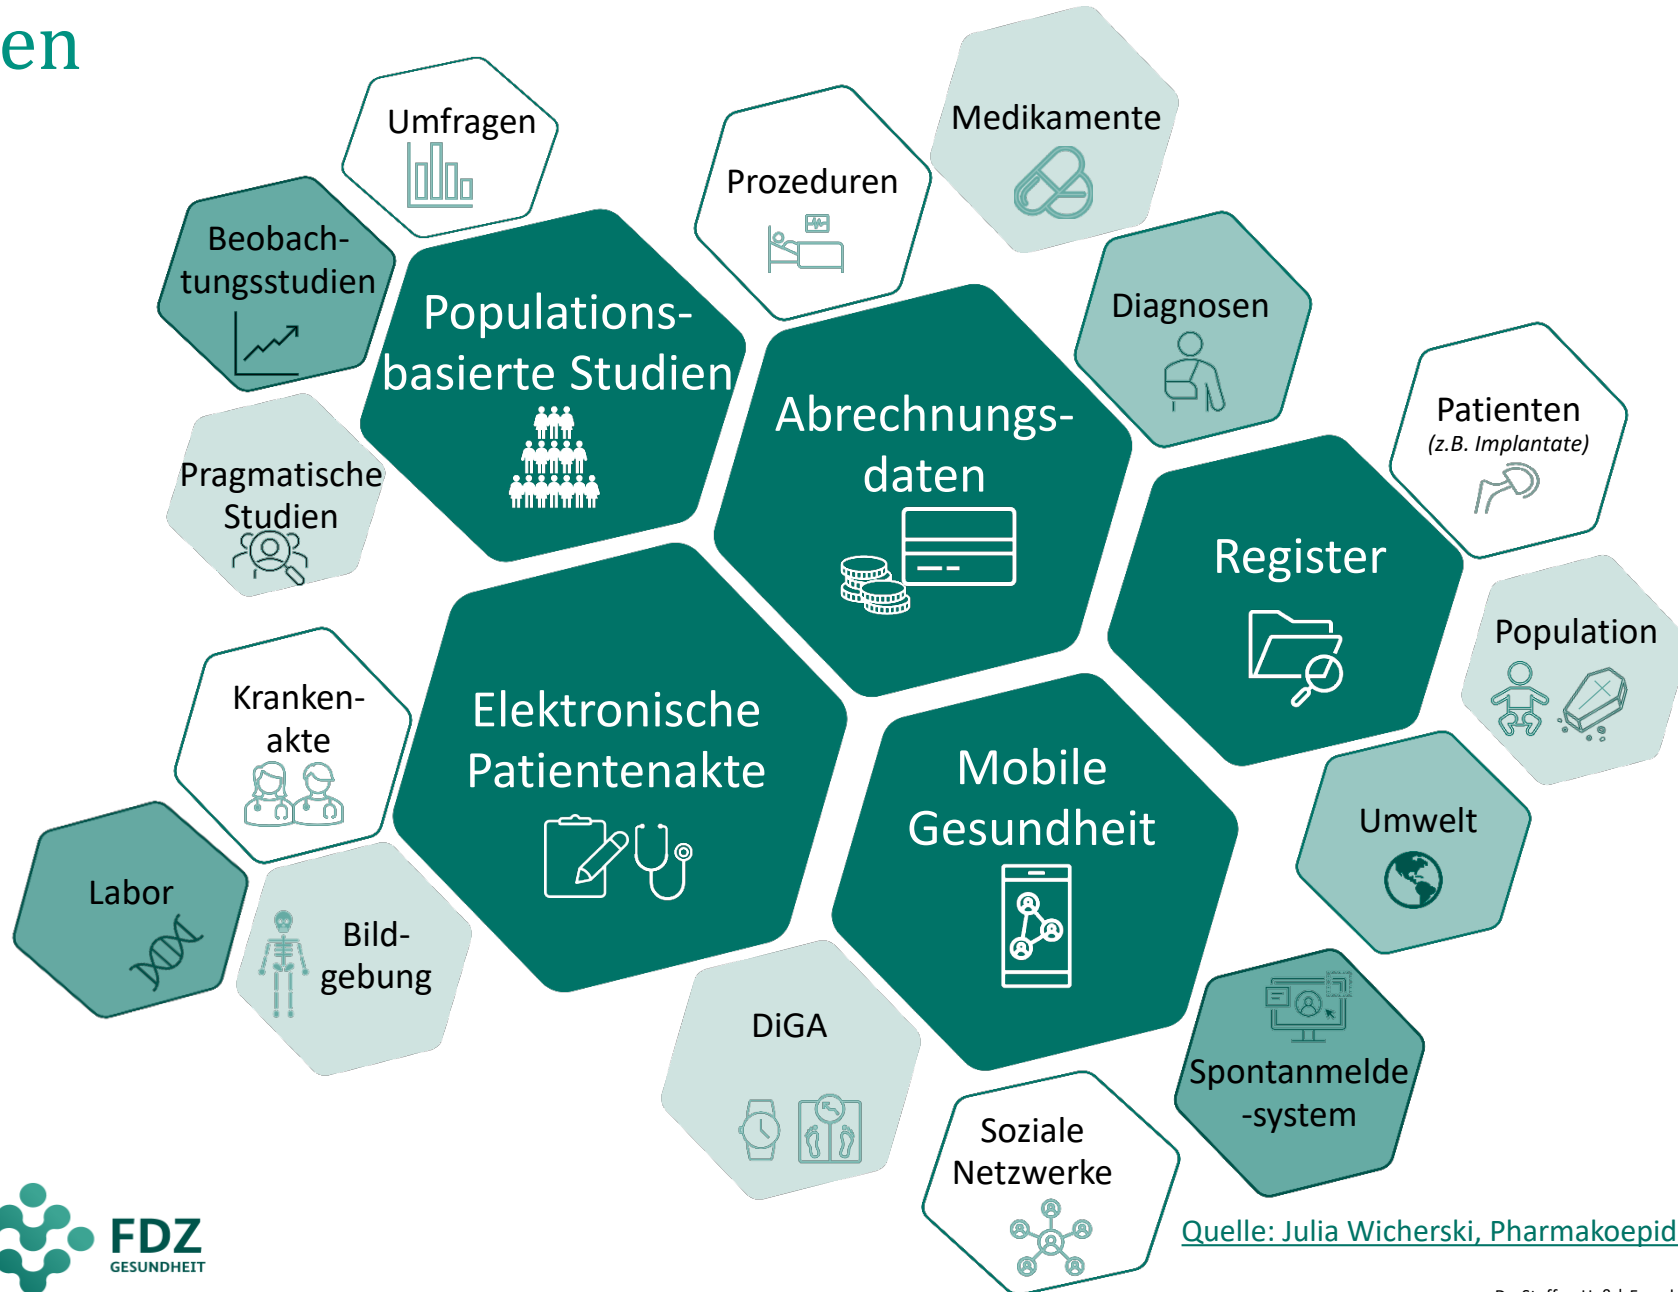 en
Umfragen
Medikamente
Prozeduren
Beobach-
tungsstudien
Populations-
basierte Studien
Diagnosen
Abrechnungs-
daten
Patienten
(z.B. Implantate)
Pragmatische
Studien
Register
Population
Kranken-
akte
Elektronische
Patientenakte
Mobile
Gesundheit
Umwelt
Labor
Bild-
gebung
DiGA
Spontanmelde
-system
Soziale
Netzwerke
FDZ
GESUNDHEIT
Quelle: Julia Wicherski, Pharmakoepid